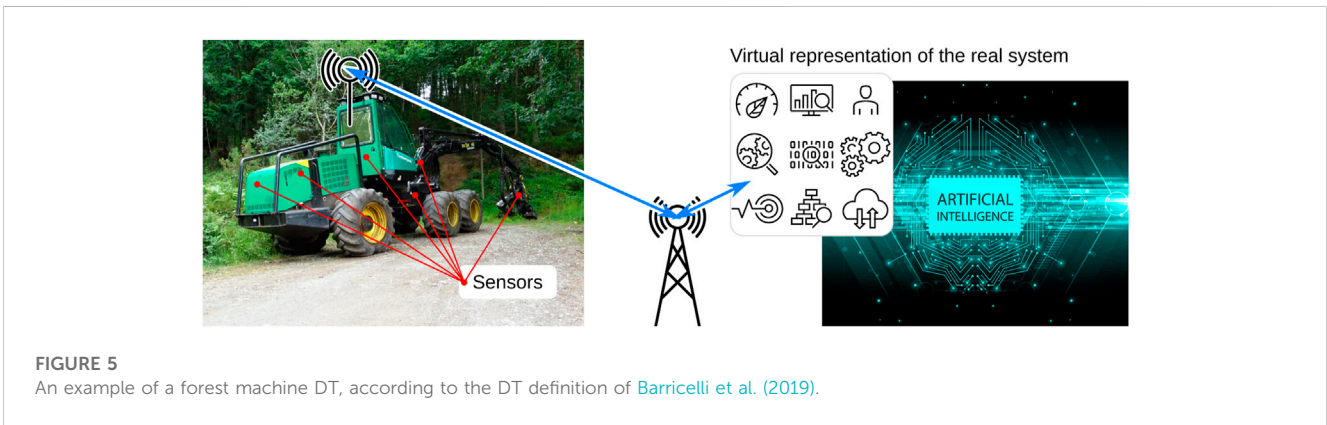 Virtual representation of the real system
ARTIFICIAL
INTELLIGENCE
Sensors
FIGURE 5
An example of a forest machine DT, according to the DT definition of Barricelli et al. (2019).